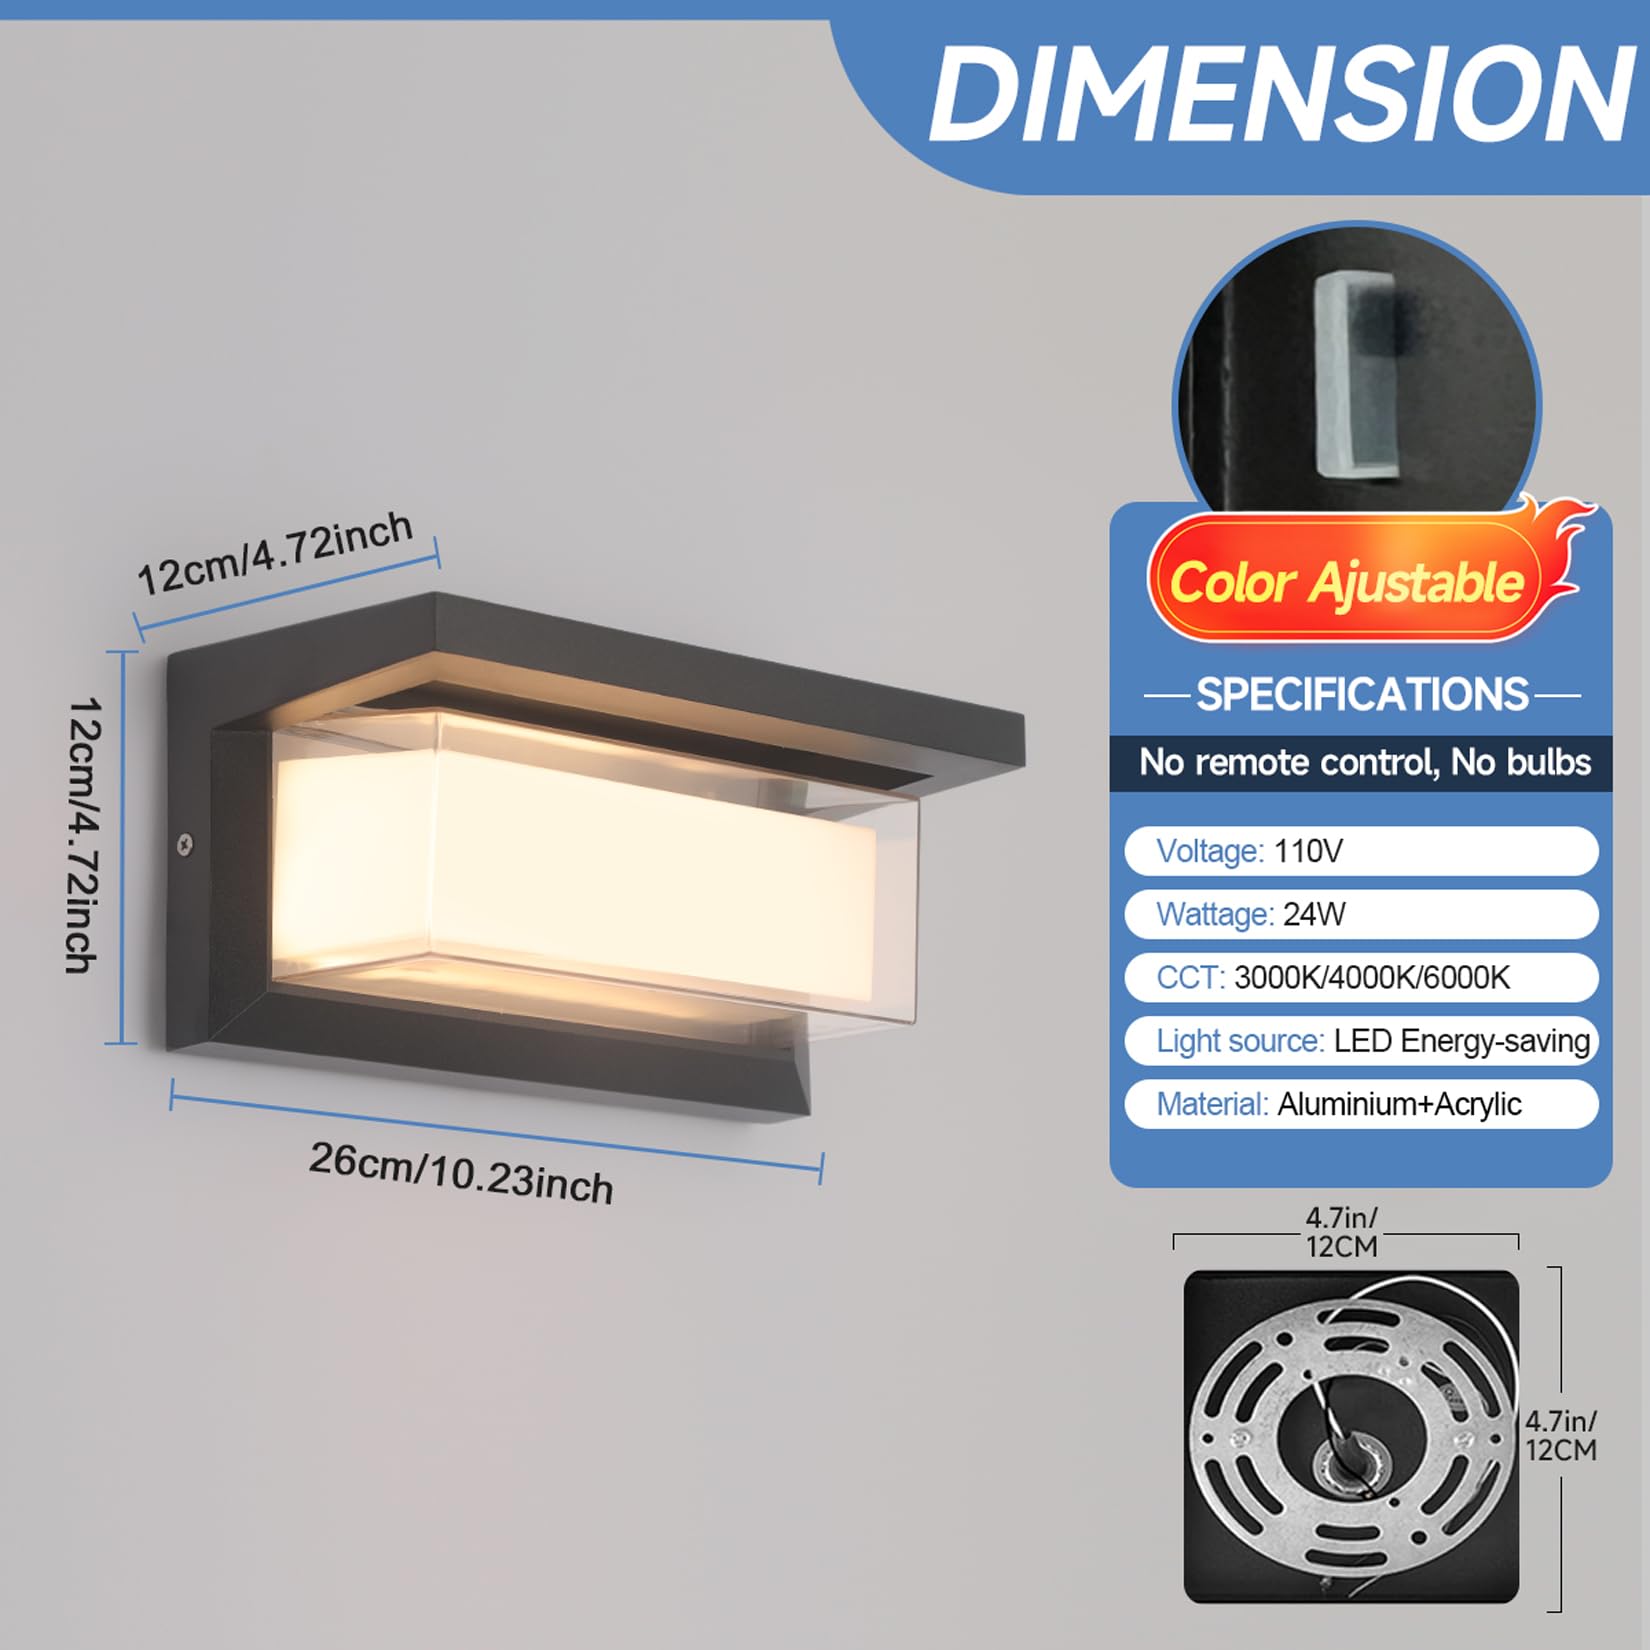 DIMENSION
12cm/4.72inch
12cm/4.72inch
26cm/10.23inch
Color Ajustable
SPECIFICATIONS
No remote control, No bulbs
Voltage: 110V
Wattage: 24W
CCT: 3000K/4000K/6000K
Light source: LED Energy-saving
Material: Aluminium+Acrylic
4.7in/
12CM
4.7in/
12CM